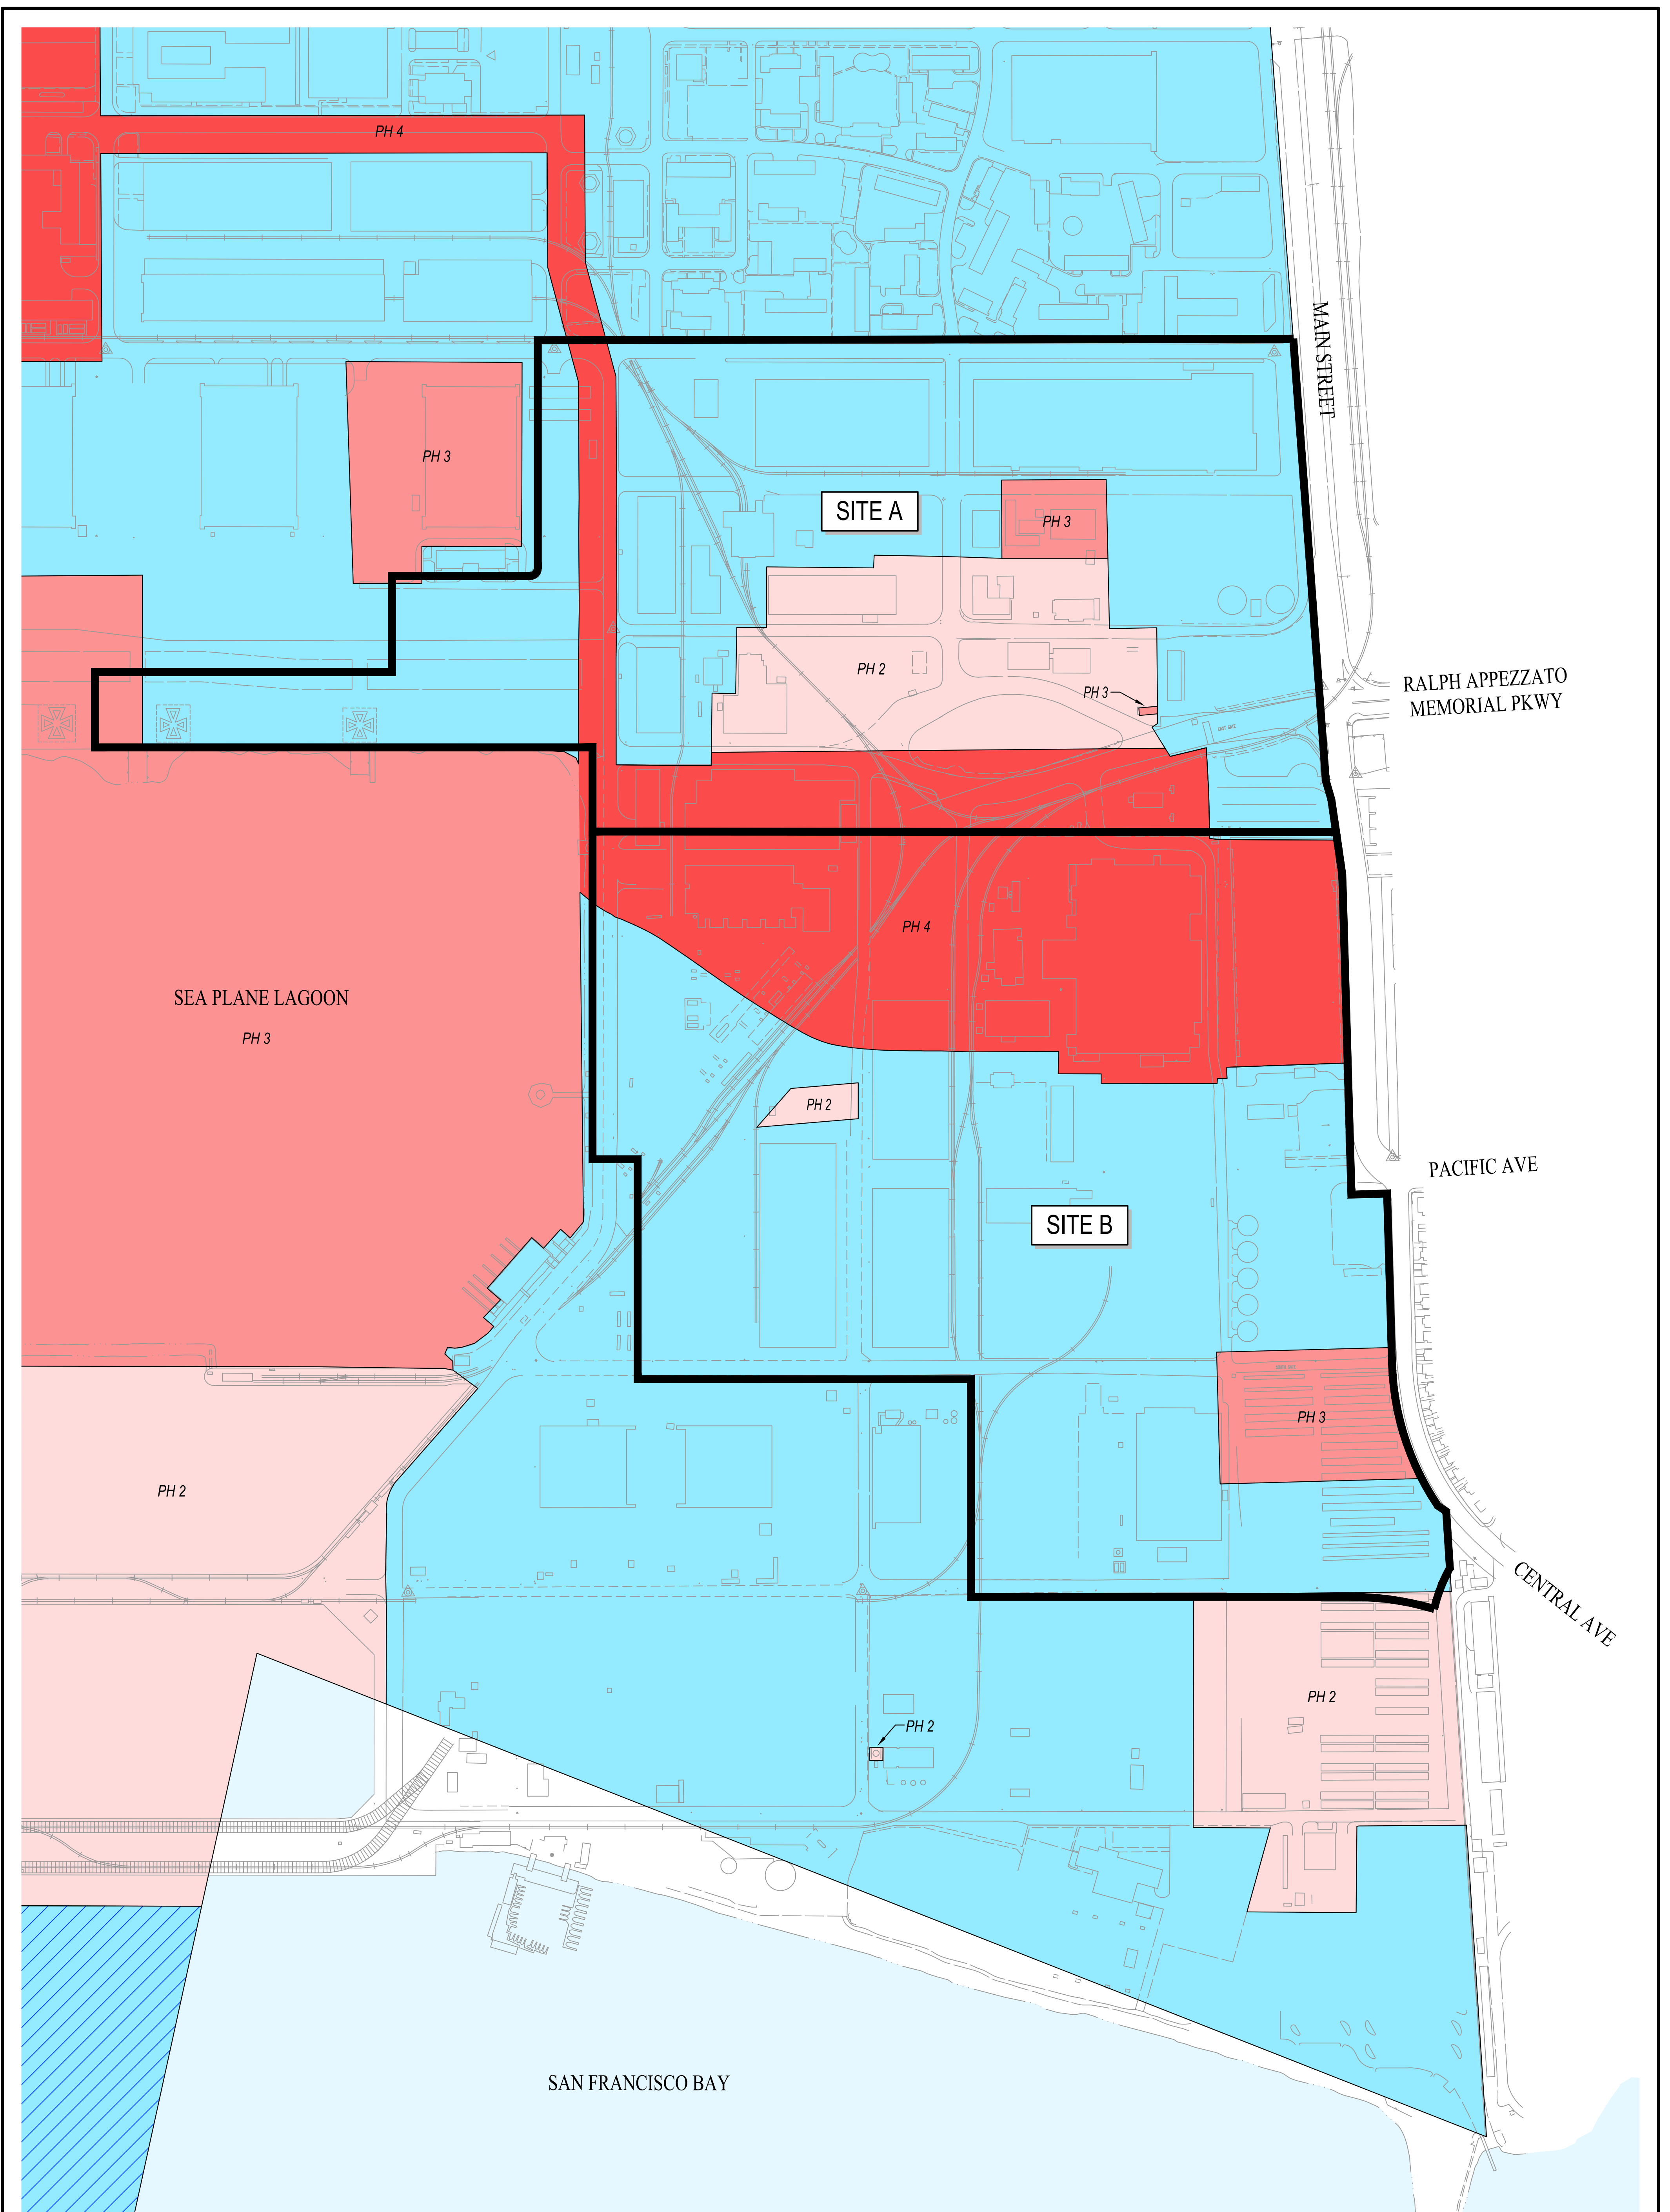 PH 4
MAIN STREET
PH 3
SITE A
PH 3
PH 2
PH 3
RALPH APPEZZATO
MEMORIAL PKWY
EAST GATE
PH 4
SEA PLANE LAGOON
PH 3
PH 2
PACIFIC AVE
SITE B
PH 3
PH 2
CENTRAL AVE
PH 2
PH 2
SAN FRANCISCO BAY